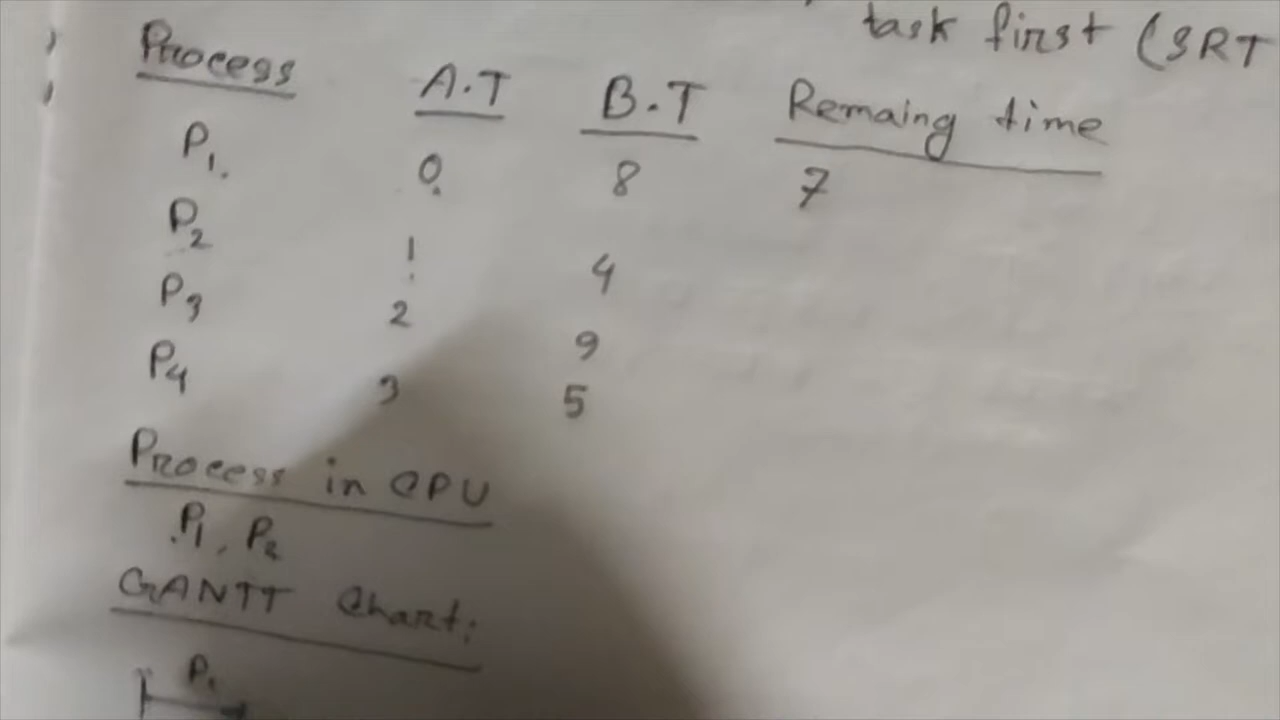 task first (SRT
Process A.T B.T Remaing time
P1. 0 8 7
P2 1 4
P3 2 9
P4 3 5
Process in CPU
P1, P2
GANTT Chart:
P1